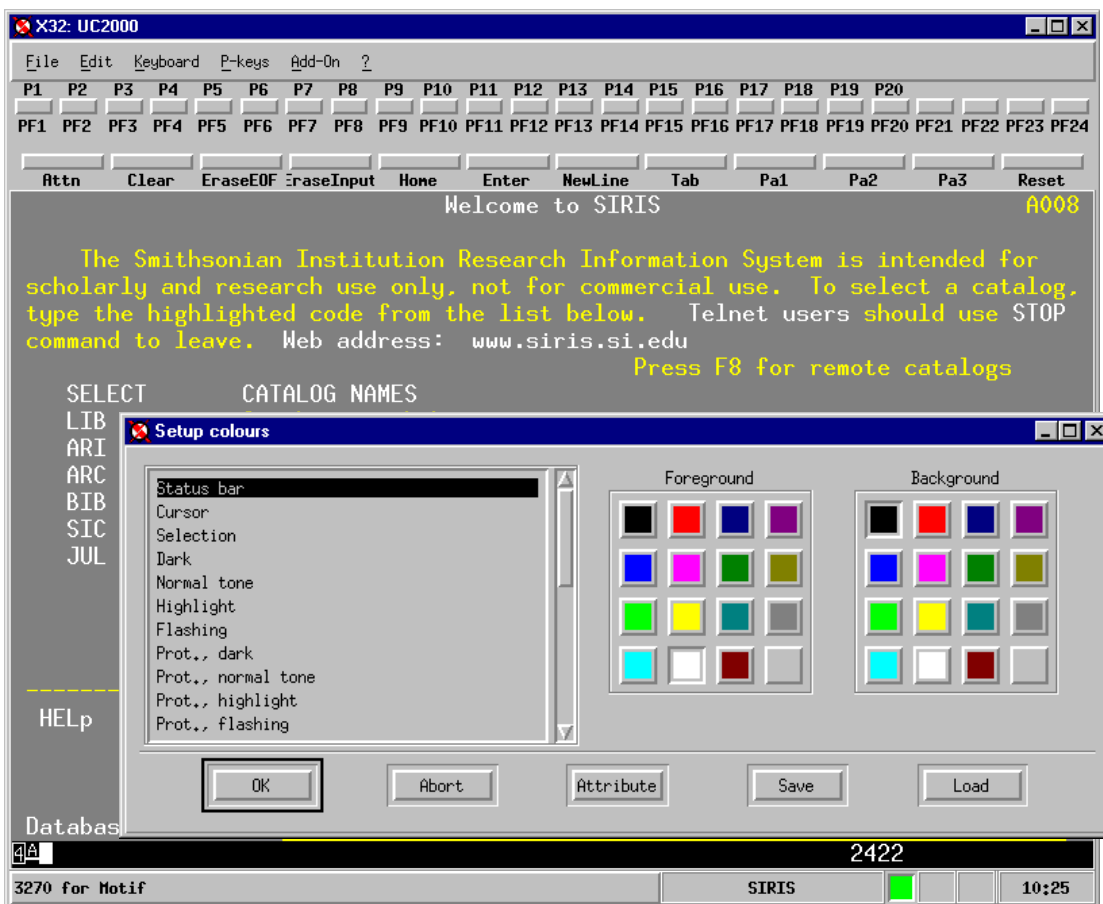 X32: UC2000
File Edit Keyboard P-keys Add-On ?
P1 P2 P3 P4 P5 P6 P7 P8 P9 P10 P11 P12 P13 P14 P15 P16 P17 P18 P19 P20
PF1 PF2 PF3 PF4 PF5 PF6 PF7 PF8 PF9 PF10 PF11 PF12 PF13 PF14 PF15 PF16 PF17 PF18 PF19 PF20 PF21 PF22 PF23 PF24
Attn Clear EraseEOF EraseInput Home Enter NewLine Tab Pa1 Pa2 Pa3 Reset
Welcome to SIRIS A008
The Smithsonian Institution Research Information System is intended for
scholarly and research use only, not for commercial use. To select a catalog,
type the highlighted code from the list below. Telnet users should use STOP
command to leave. Web address: www.siris.si.edu
Press F8 for remote catalogs
SELECT CATALOG NAMES
LIB
ARI
ARC
BIB
SIC
JUL
HELp
Databas
Setup colours
Status bar
Cursor
Selection
Dark
Normal tone
Highlight
Flashing
Prot., dark
Prot., normal tone
Prot., highlight
Prot., flashing
Foreground
Background
OK Abort Attribute Save Load
4A 2422
3270 for Motif SIRIS 10:25